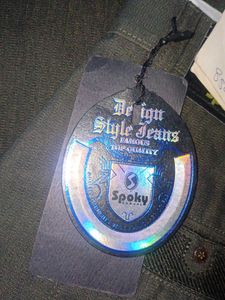 Design
Style Jeans
FAMOUS
TOP QUALITY
Spoky